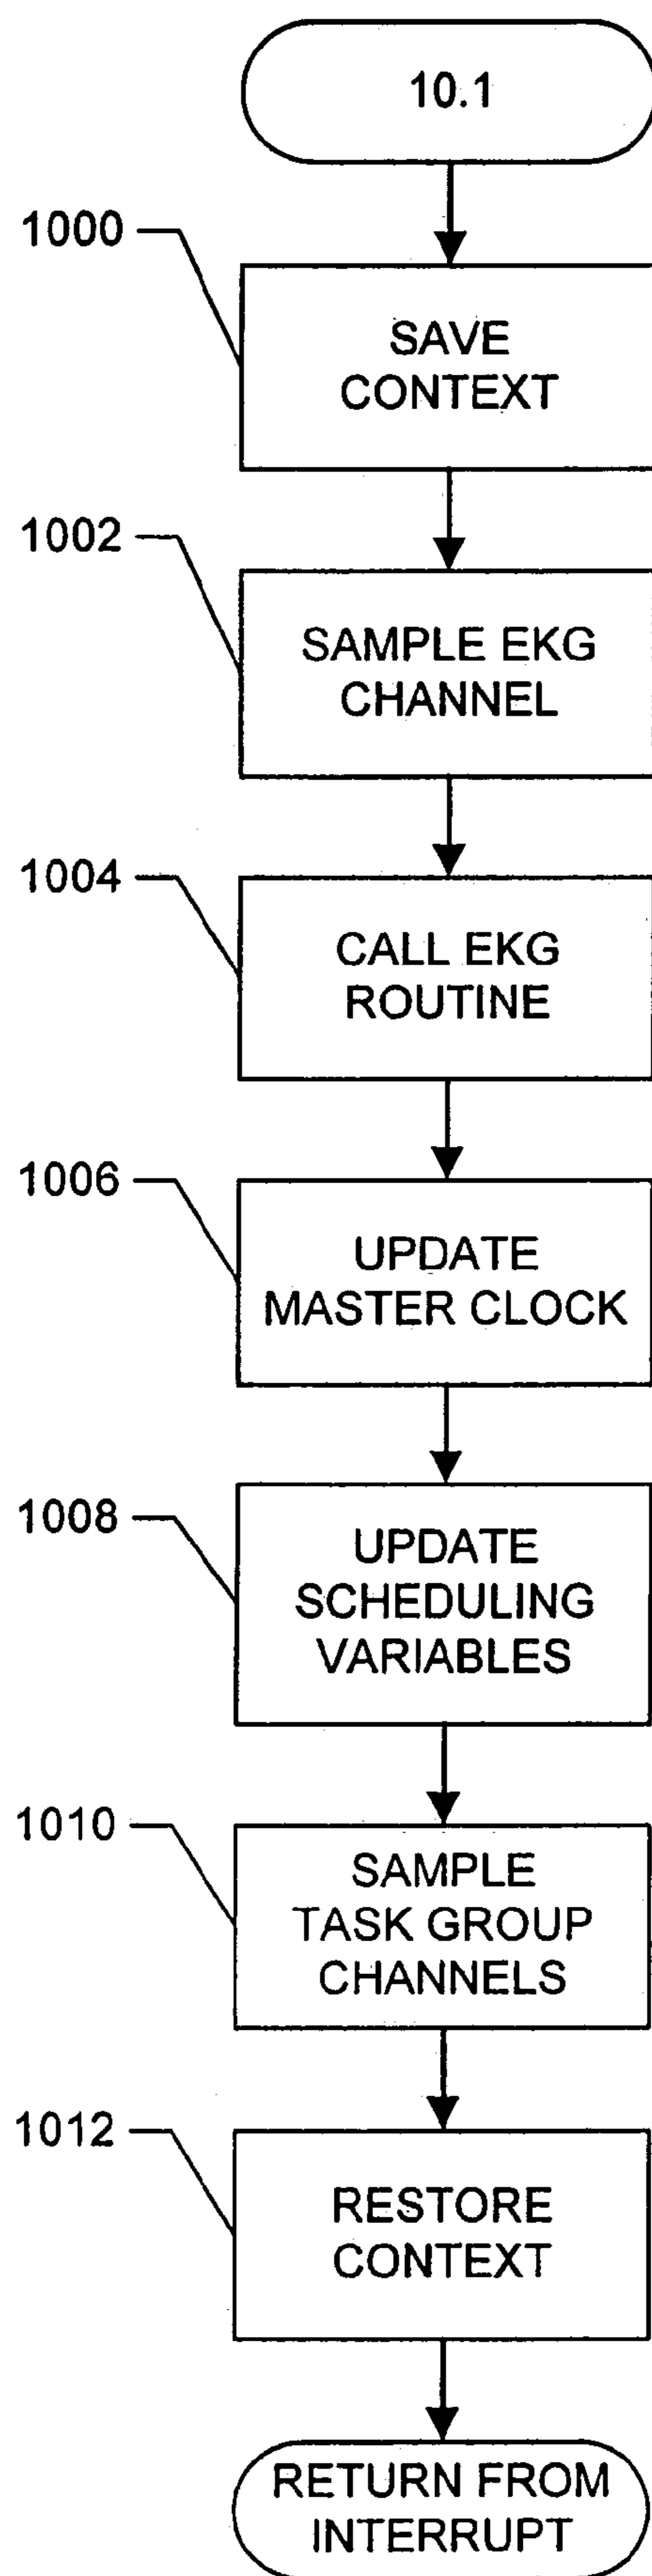 10.1
1000
SAVE
CONTEXT
1002
SAMPLE EKG
CHANNEL
1004
CALL EKG
ROUTINE
1006
UPDATE
MASTER CLOCK
1008
UPDATE
SCHEDULING
VARIABLES
1010
SAMPLE
TASK GROUP
CHANNELS
1012
RESTORE
CONTEXT
RETURN FROM
INTERRUPT